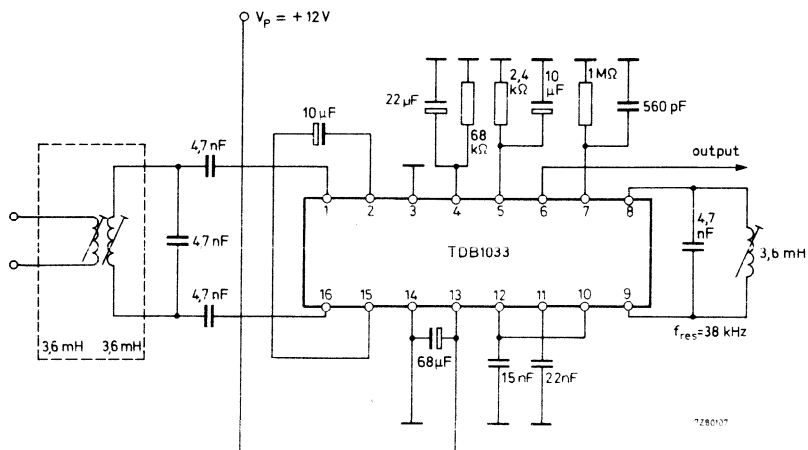 V_P = +12V
22 µF
68 kΩ
2,4 kΩ
10 µF
1 MΩ
560 pF
10 µF
4,7 nF
output
1 2 3 4 5 6 7 8
4,7 nF
TDB1033
4,7 nF
3,6 mH
4,7 nF
16 15 14 13 12 11 10 9
3,6 mH 3,6 mH
68µF
15 nF
22nF
f_res=38 kHz
7Z80107